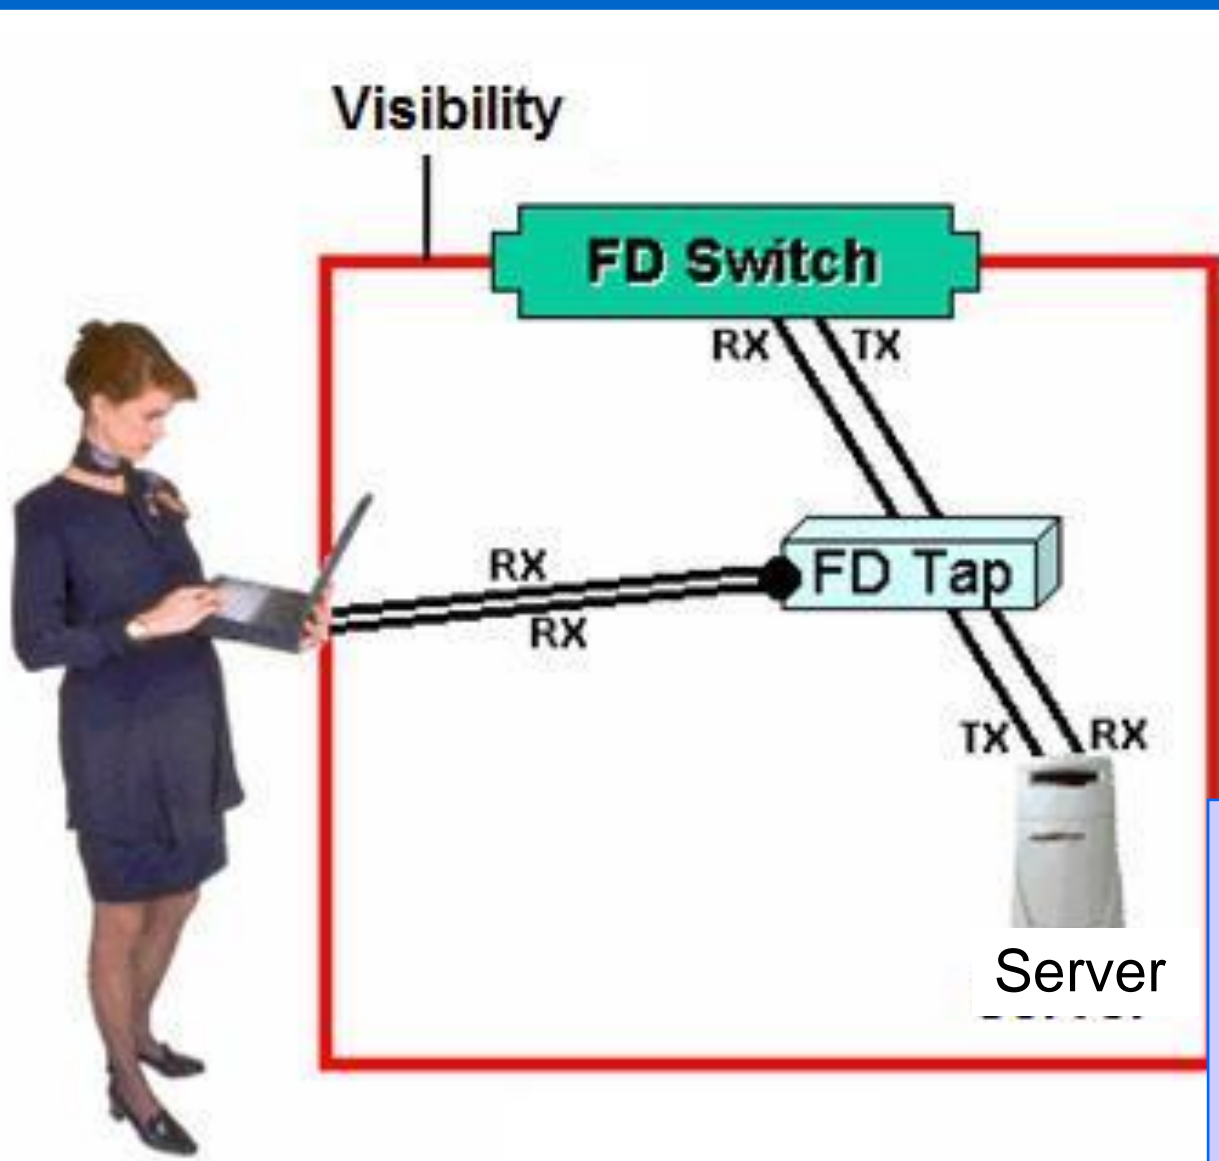 Visibility
FD Switch
RX TX
RX
FD Tap
RX
TX RX
Server